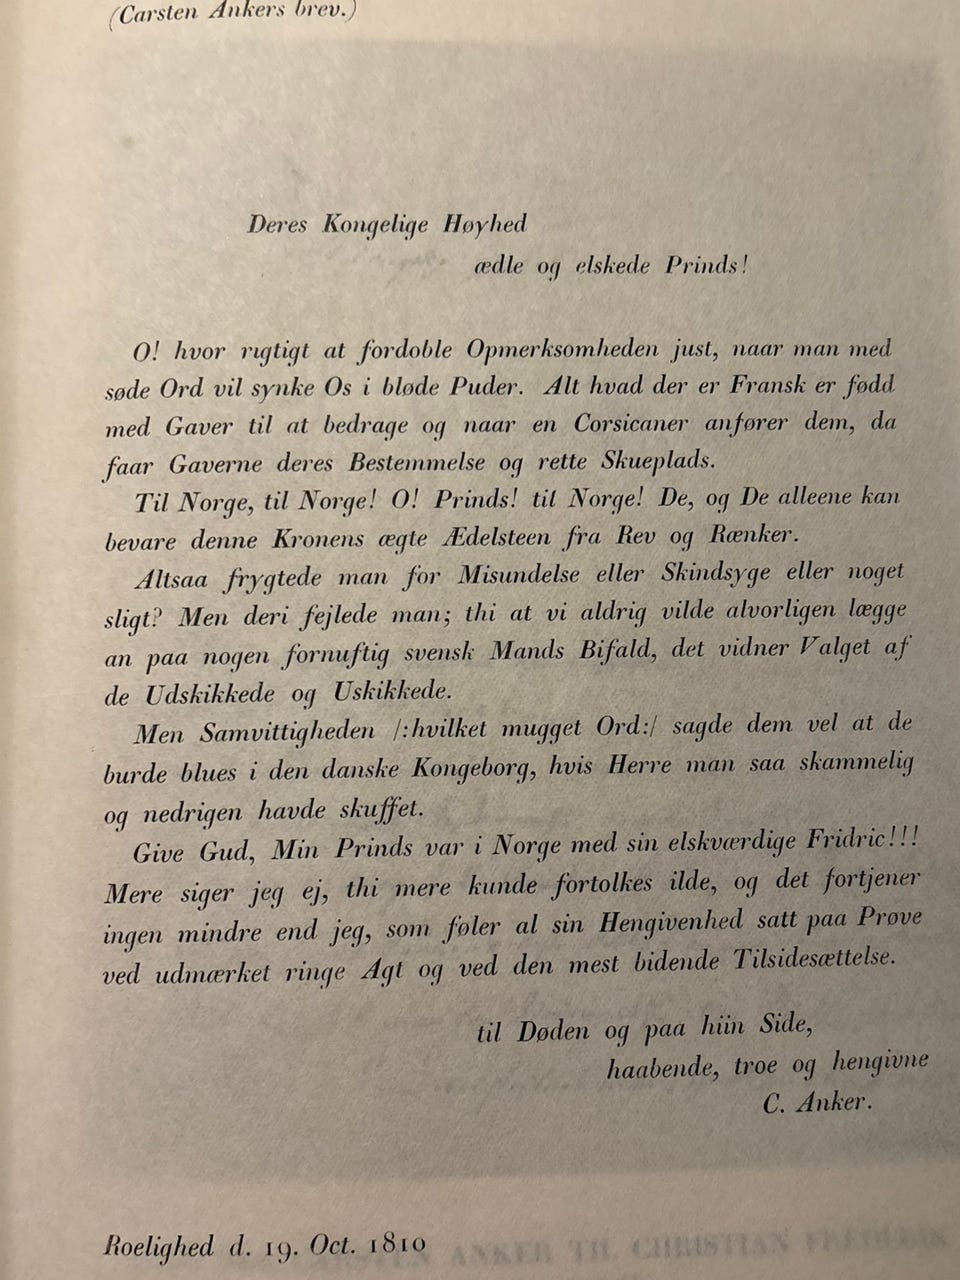 (Carsten Ankers brev.)
Deres Kongelige Høyhed
ædle og elskede Prinds!
O! hvor rigtigt at fordoble Opmerksomheden just, naar man med
søde Ord vil synke Os i bløde Puder. Alt hvad der er Fransk er fødd
med Gaver til at bedrage og naar en Corsicaner anfører dem, da
faar Gaverne deres Bestemmelse og rette Skueplads.
Til Norge, til Norge! O! Prinds! til Norge! De, og De alleene kan
bevare denne Kronens ægte Ædelsteen fra Rev og Rænker.
Altsaa frygtede man for Misundelse eller Skindsyge eller noget
sligt? Men deri fejlede man; thi at vi aldrig vilde alvorligen lægge
an paa nogen fornuftig svensk Mands Bifald, det vidner Valget af
de Udskikkede og Uskikkede.
Men Samvittigheden /:hvilket mugget Ord:/ sagde dem vel at de
burde blues i den danske Kongeborg, hvis Herre man saa skammelig
og nedrigen havde skuffet.
Give Gud, Min Prinds var i Norge med sin elskværdige Fridric!!!
Mere siger jeg ej, thi mere kunde fortolkes ilde, og det fortjener
ingen mindre end jeg, som føler al sin Hengivenhed satt paa Prøve
ved udmærket ringe Agt og ved den mest bidende Tilsidesættelse.
til Døden og paa hiin Side,
haabende, troe og hengivne
C. Anker.
Roelighed d. 19. Oct. 1810